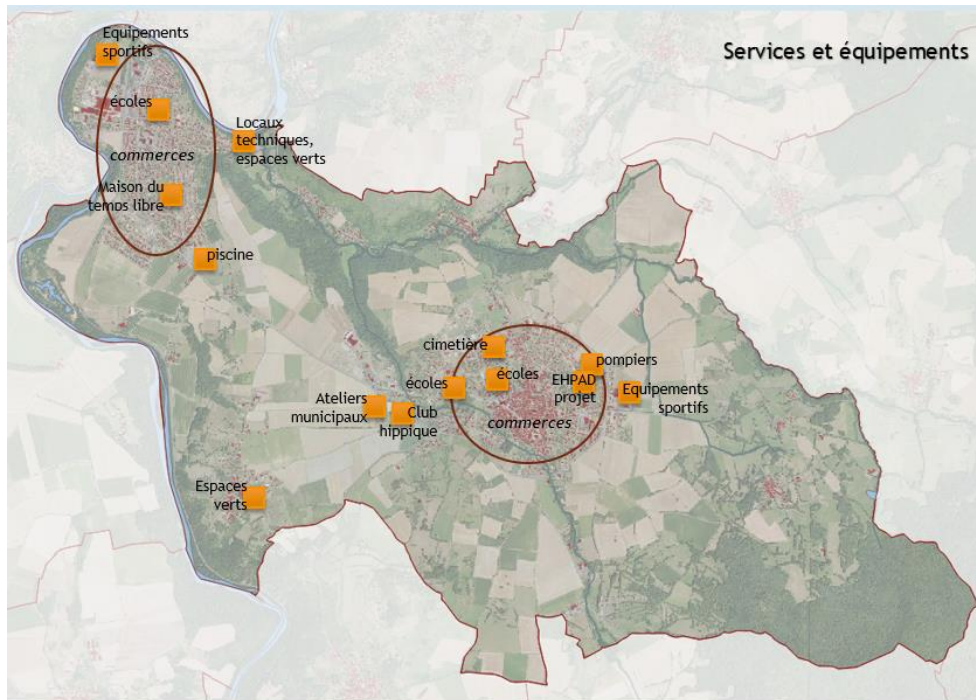 Services et équipements
Equipements
sportifs
écoles
Locaux
techniques,
espaces verts
commerces
Maison du
temps libre
piscine
cimetière
pompiers
écoles
écoles
EHPAD
projet
Equipements
sportifs
Ateliers
municipaux
Club
hippique
commerces
Espaces
verts